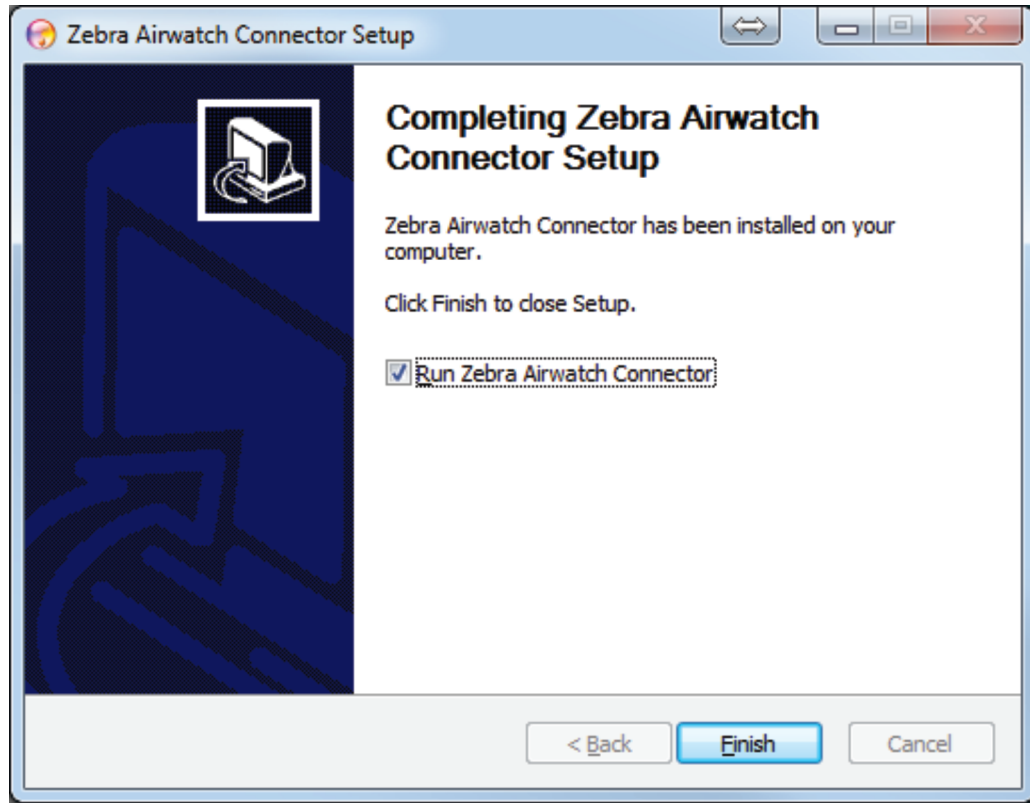 Zebra Airwatch Connector Setup
Completing Zebra Airwatch
Connector Setup
Zebra Airwatch Connector has been installed on your
computer.
Click Finish to close Setup.
Run Zebra Airwatch Connector
< Back
Finish
Cancel